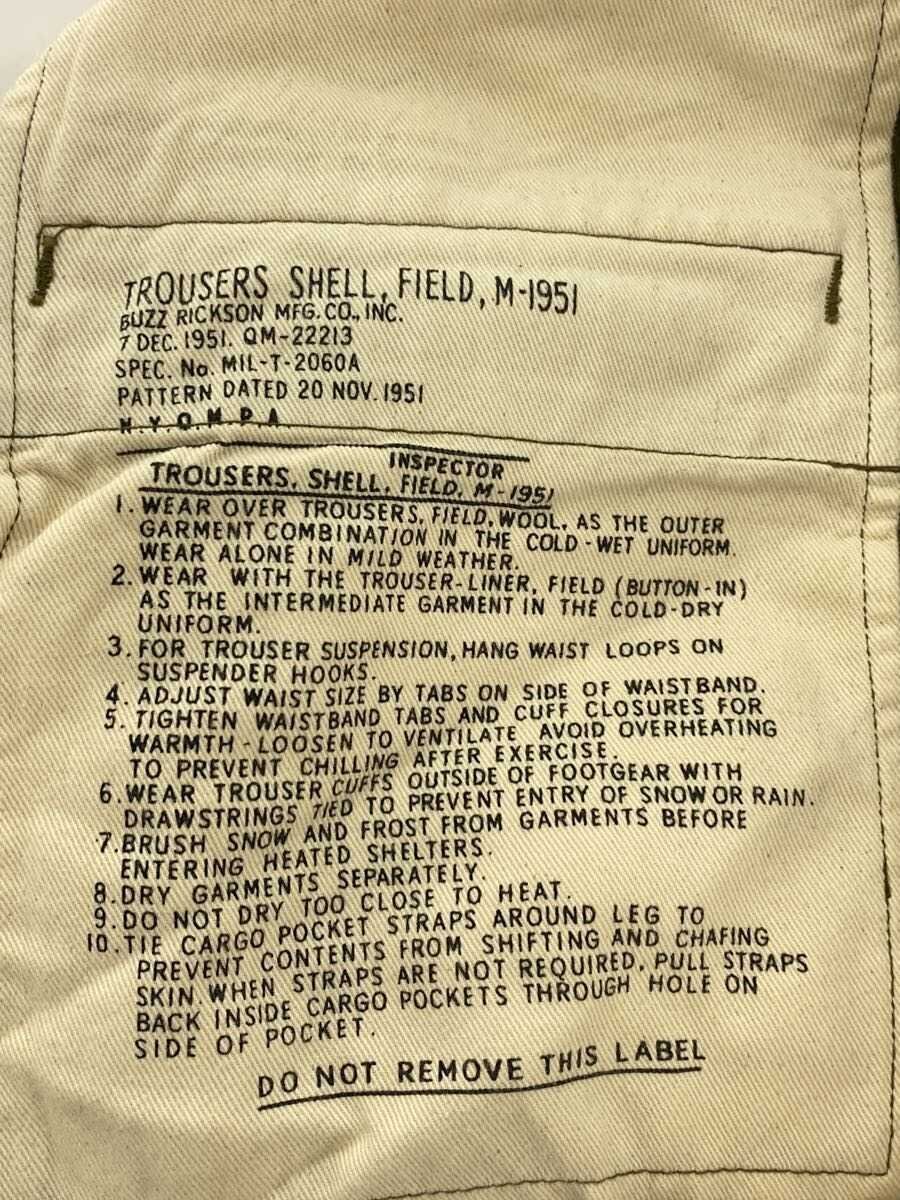 TROUSERS SHELL, FIELD, M-1951
BUZZ RICKSON MFG. CO., INC.
7 DEC. 1951. QM-22213
SPEC. No. MIL-T-2060A
PATTERN DATED 20 NOV. 1951
N.Y.Q.M.P.A
INSPECTOR
TROUSERS, SHELL, FIELD, M-1951
1. WEAR OVER TROUSERS, FIELD, WOOL, AS THE OUTER
GARMENT COMBINATION IN THE COLD-WET UNIFORM.
WEAR ALONE IN MILD WEATHER.
2. WEAR WITH THE TROUSER-LINER, FIELD (BUTTON-IN)
AS THE INTERMEDIATE GARMENT IN THE COLD-DRY
UNIFORM.
3. FOR TROUSER SUSPENSION, HANG WAIST LOOPS ON
SUSPENDER HOOKS.
4. ADJUST WAIST SIZE BY TABS ON SIDE OF WAISTBAND.
5. TIGHTEN WAISTBAND TABS AND CUFF CLOSURES FOR
WARMTH - LOOSEN TO VENTILATE AVOID OVERHEATING
TO PREVENT CHILLING AFTER EXERCISE.
6. WEAR TROUSER CUFFS OUTSIDE OF FOOTGEAR WITH
DRAWSTRINGS TIED TO PREVENT ENTRY OF SNOW OR RAIN.
7. BRUSH SNOW AND FROST FROM GARMENTS BEFORE
ENTERING HEATED SHELTERS.
8. DRY GARMENTS SEPARATELY.
9. DO NOT DRY TOO CLOSE TO HEAT.
10. TIE CARGO POCKET STRAPS AROUND LEG TO
PREVENT CONTENTS FROM SHIFTING AND CHAFING
SKIN. WHEN STRAPS ARE NOT REQUIRED, PULL STRAPS
BACK INSIDE CARGO POCKETS THROUGH HOLE ON
SIDE OF POCKET.
DO NOT REMOVE THIS LABEL